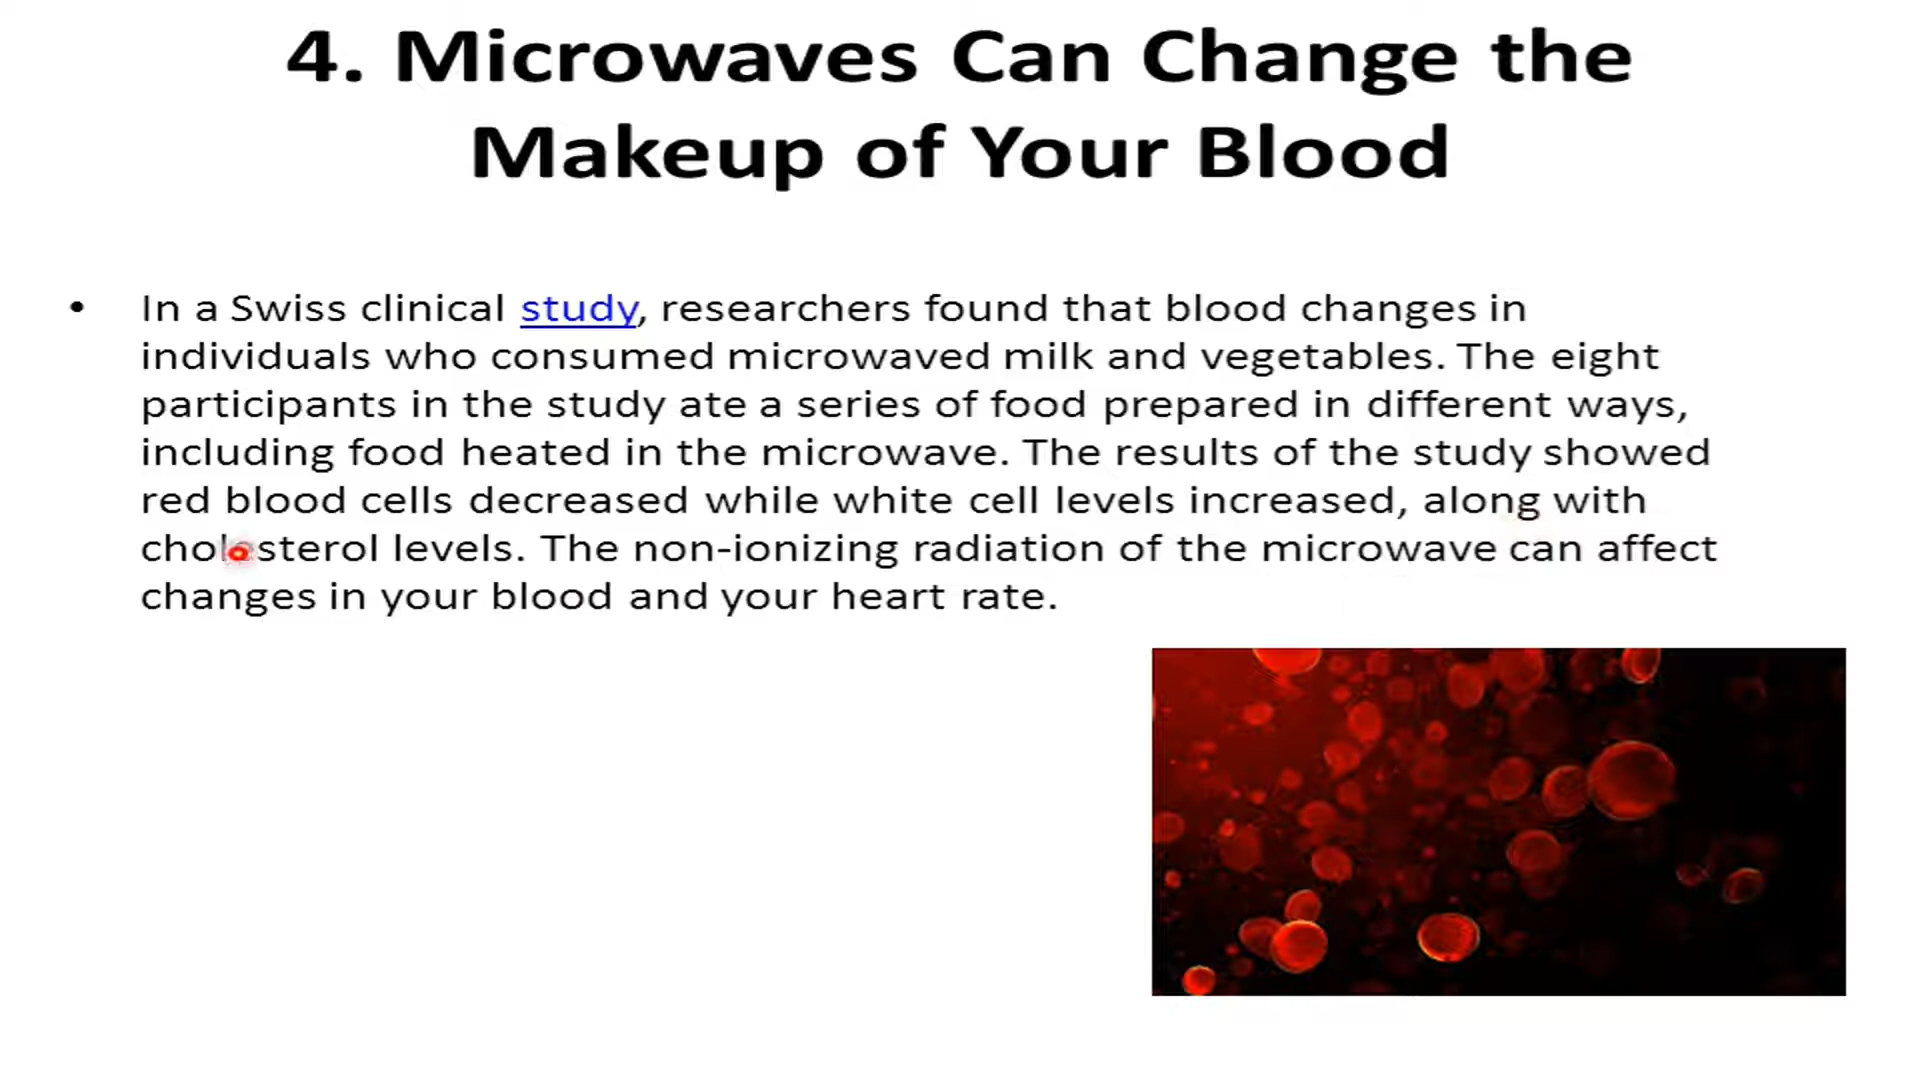 4. Microwaves Can Change the
Makeup of Your Blood
• In a Swiss clinical study, researchers found that blood changes in
individuals who consumed microwaved milk and vegetables. The eight
participants in the study ate a series of food prepared in different ways,
including food heated in the microwave. The results of the study showed
red blood cells decreased while white cell levels increased, along with
cholesterol levels. The non-ionizing radiation of the microwave can affect
changes in your blood and your heart rate.